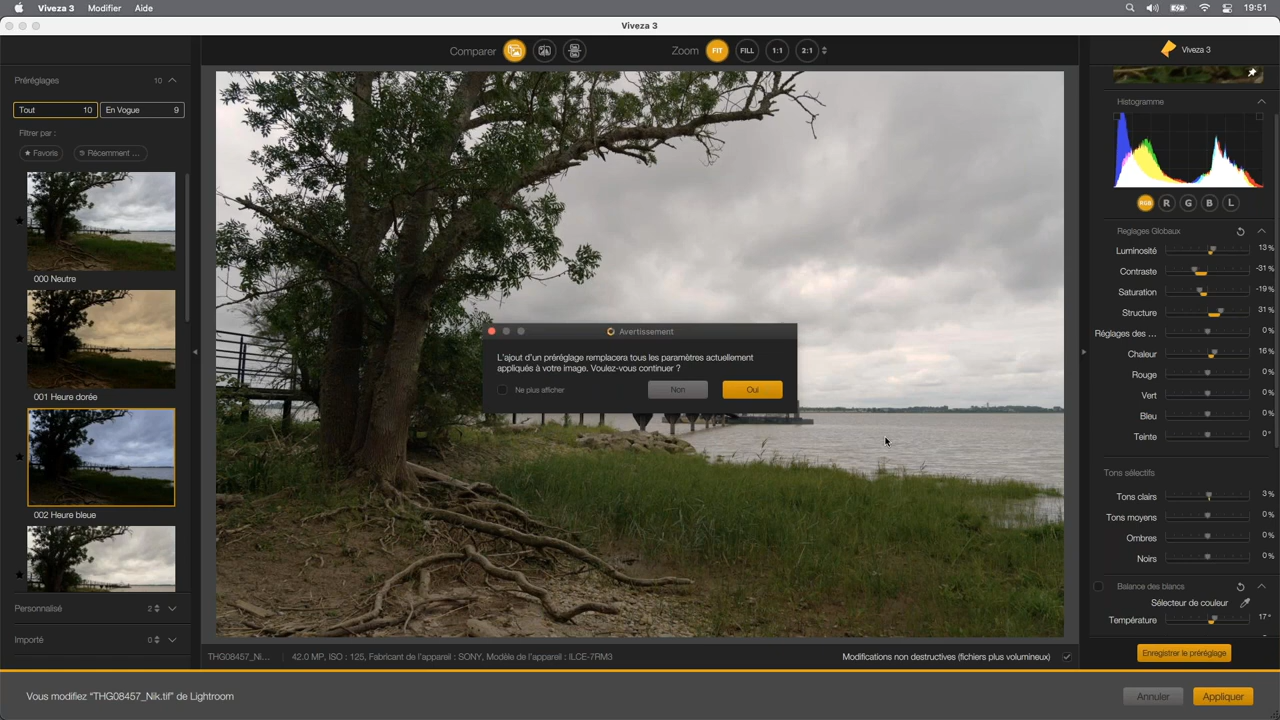 Viveza 3 Modifier Aide 19:51
Viveza 3
Comparer Zoom FIT FILL 1:1 2:1
Viveza 3
Préréglages 10
Tout 10 En Vogue 9
Filtrer par :
Favoris Récemment ...
000 Neutre
001 Heure dorée
002 Heure bleue
Personnalisé 2
Importé 0
Avertissement
L'ajout d'un préréglage remplacera tous les paramètres actuellement
appliqués à votre image. Voulez-vous continuer ?
Ne plus afficher Non Oui
Histogramme
RGB R G B L
Reglages Globaux
Luminosité 13 %
Contraste -31 %
Saturation -19 %
Structure 31 %
Réglages des ... 0 %
Chaleur 16 %
Rouge 0 %
Vert 0 %
Bleu 0 %
Teinte 0 °
Tons sélectifs
Tons clairs 3 %
Tons moyens 0 %
Ombres 0 %
Noirs 0 %
Balance des blancs
Sélecteur de couleur
Température 17 °
Enregistrer le préréglage
THG08457_Ni... 42.0 MP, ISO : 125, Fabricant de l'appareil : SONY, Modèle de l'appareil : ILCE-7RM3 Modifications non destructives (fichiers plus volumineux)
Vous modifiez "THG08457_Nik.tif" de Lightroom Annuler Appliquer